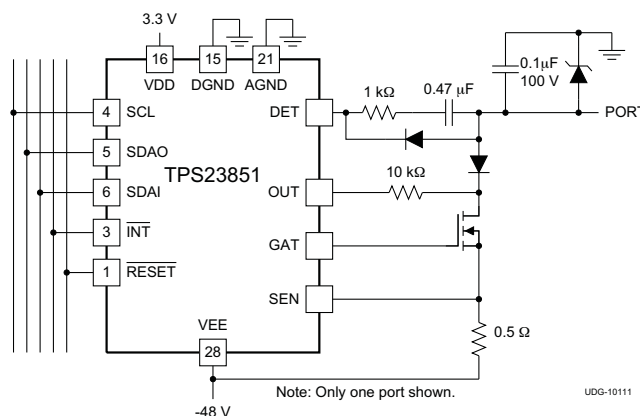 3.3 V
16
15
21
VDD
DGND
AGND
4
SCL
DET
1 kΩ
0.47 μF
0.1μF
100 V
PORT
5
SDAO
TPS23851
6
SDAI
OUT
10 kΩ
3
INT
GAT
1
RESET
SEN
VEE
28
0.5 Ω
Note: Only one port shown.
UDG-10111
-48 V